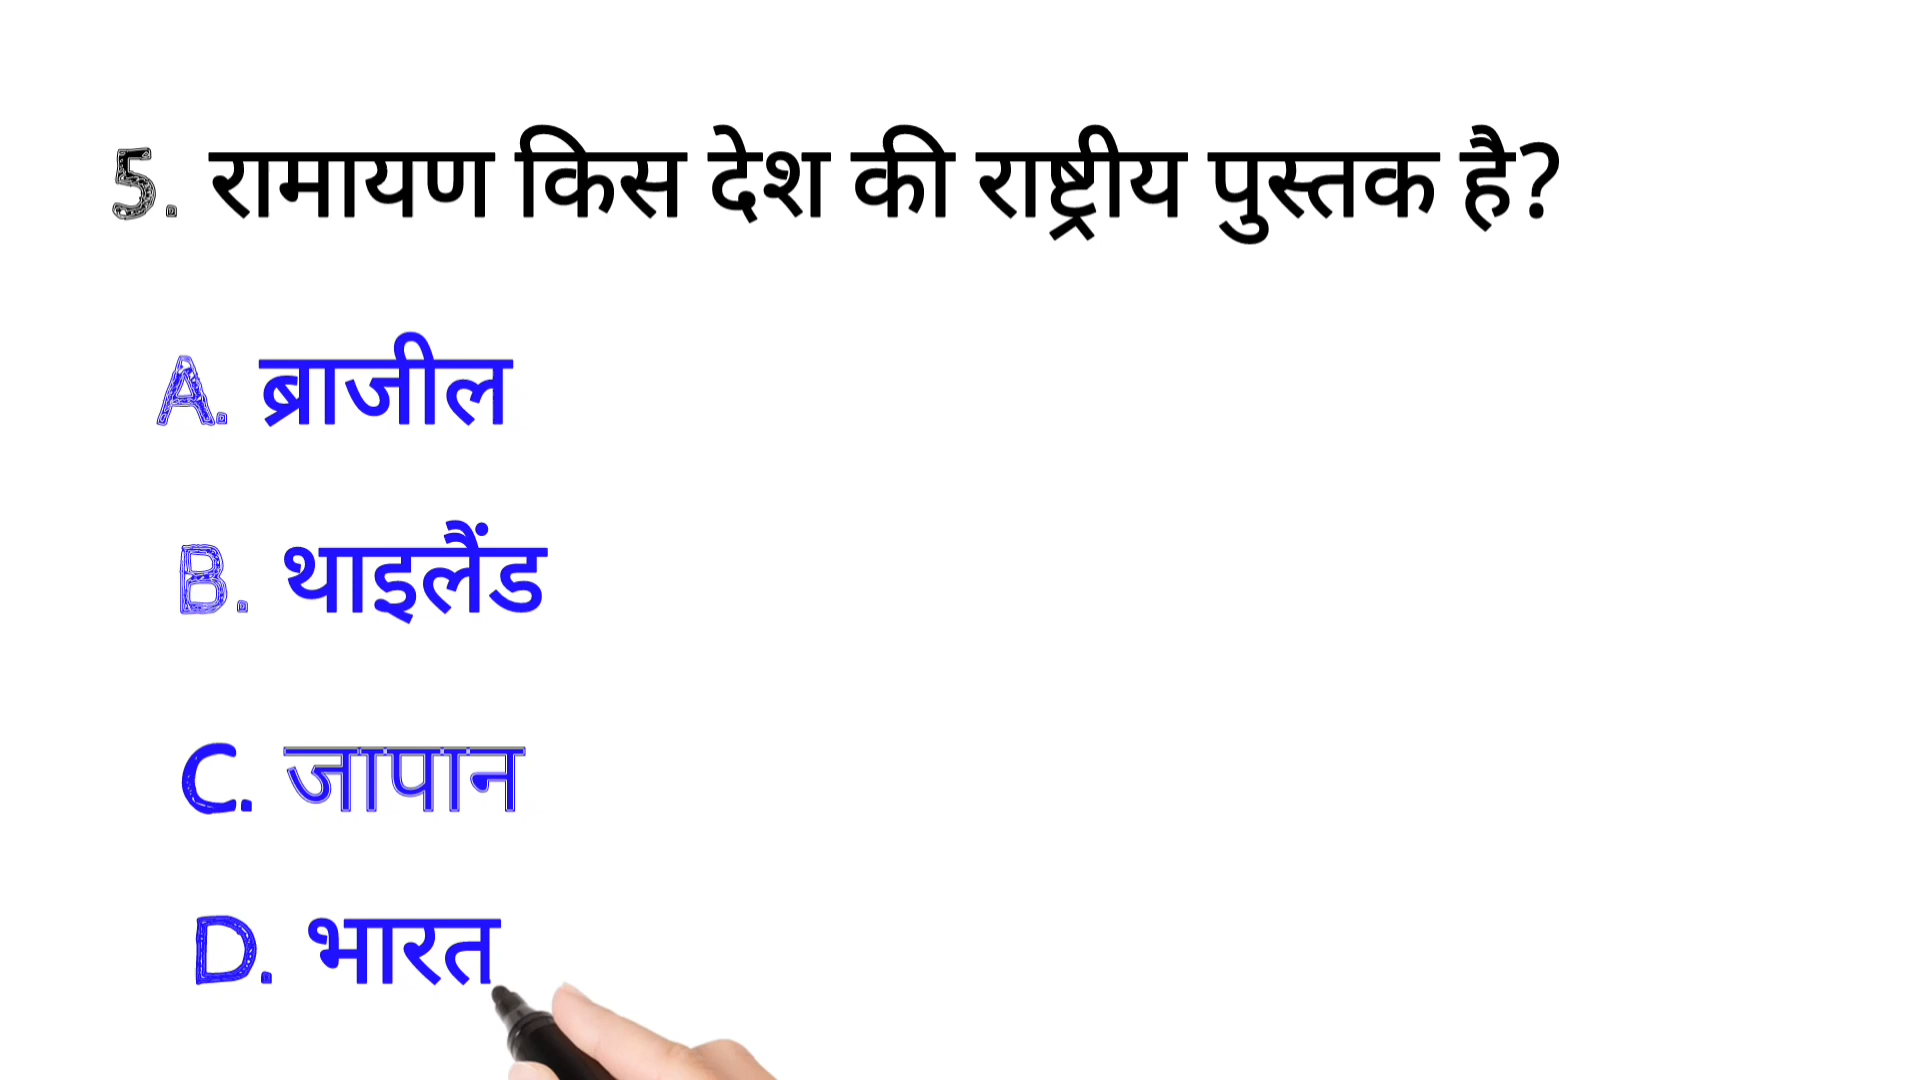 5. रामायण किस देश की राष्ट्रीय पुस्तक है?
A. ब्राजील
B. थाइलैंड
C. जापान
D. भारत